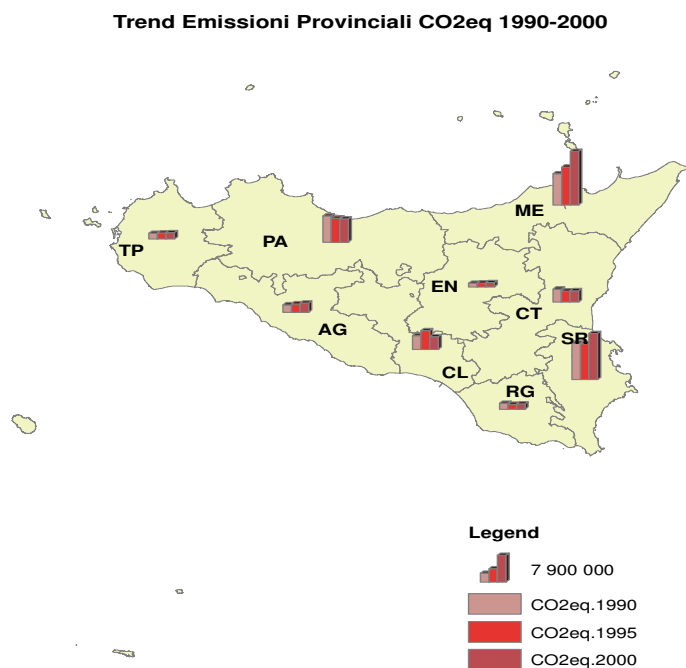 Trend Emissioni Provinciali CO2eq 1990-2000
ME
PA
TP
EN
CT
AG
SR
CL
RG
Legend
7 900 000
CO2eq.1990
CO2eq.1995
CO2eq.2000